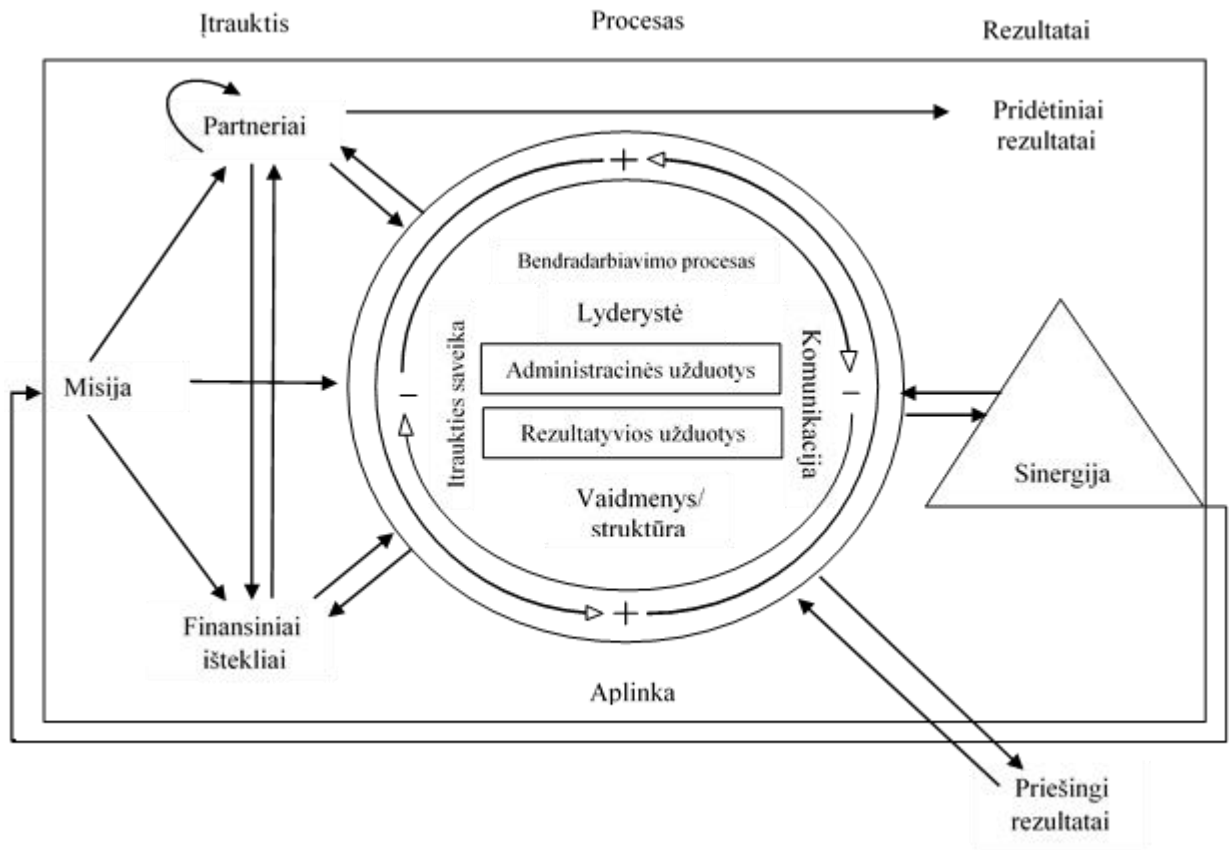 Įtrauktis
Procesas
Rezultatai
Partneriai
Pridėtiniai
rezultatai
+
Bendradarbiavimo procesas
Lyderystė
Itraukties saveika
Komunikacija
Administracinės užduotys
Misija
–
–
Rezultatyvios užduotys
Sinergija
Vaidmenys/
struktūra
+
Finansiniai
ištekliai
Aplinka
Priešingi
rezultatai